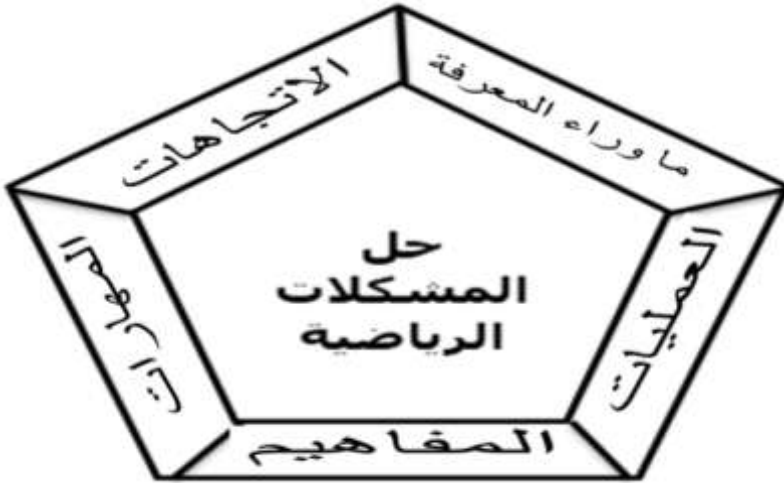 الاتجاهات
ما وراء المعرفة
المهارات
حل
المشكلات
الرياضية
العمليات
المفاهيم